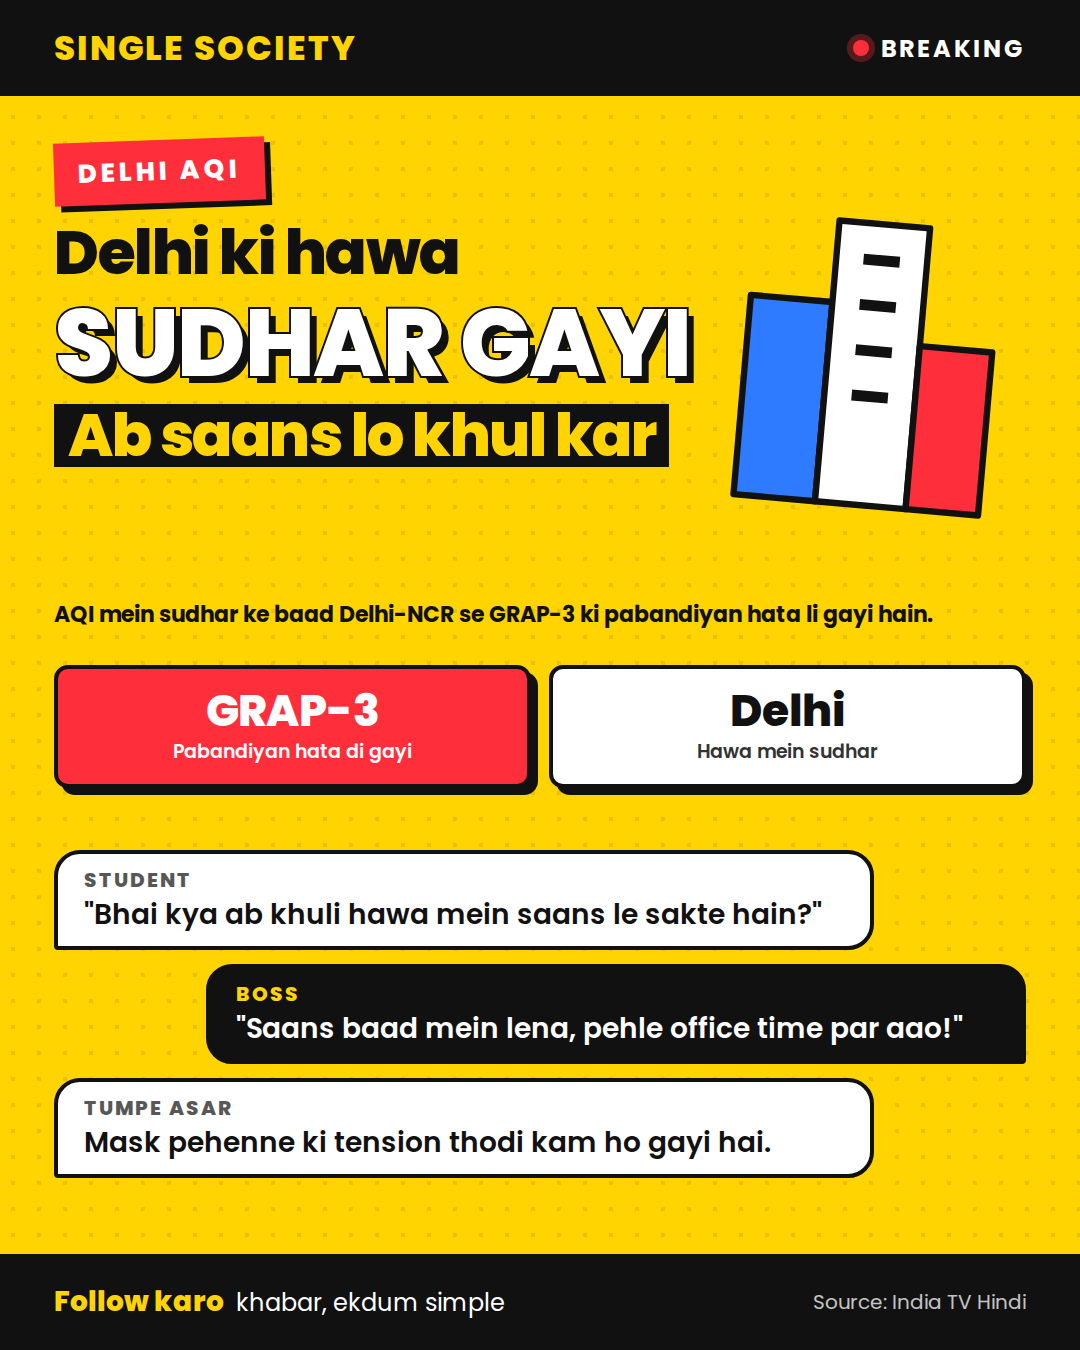 SINGLE SOCIETY
BREAKING
DELHI AQI
Delhi ki hawa
SUDHAR GAYI
Ab saans lo khul kar
AQI mein sudhar ke baad Delhi-NCR se GRAP-3 ki pabandiyan hata li gayi hain.
GRAP-3
Pabandiyan hata di gayi
Delhi
Hawa mein sudhar
STUDENT
"Bhai kya ab khuli hawa mein saans le sakte hain?"
BOSS
"Saans baad mein lena, pehle office time par aao!"
TUMPE ASAR
Mask pehenne ki tension thodi kam ho gayi hai.
Follow karo khabar, ekdum simple
Source: India TV Hindi